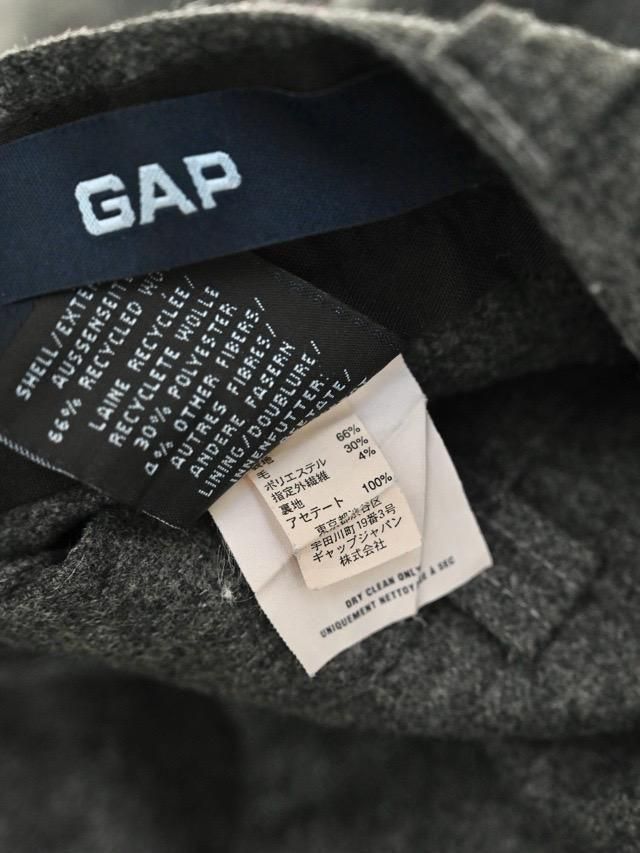 GAP
SHELL/EXTE
AUSSENSEIT
66% RECYCLED WO
LAINE RECYCLÉE/
RECYCLETE WOLLE
30% POLYESTER
4% OTHER FIBERS/
AUTRES FIBRES/
ANDERE FASERN
LINING/DOUBLURE/
INNENFUTTER:
毛 66%
ポリエステル 30%
指定外繊維 4%
裏地
アセテート 100%
東京都渋谷区
宇田川町19番3号
ギャップジャパン
株式会社
DRY CLEAN ONLY
UNIQUEMENT NETTOYAGE À SEC